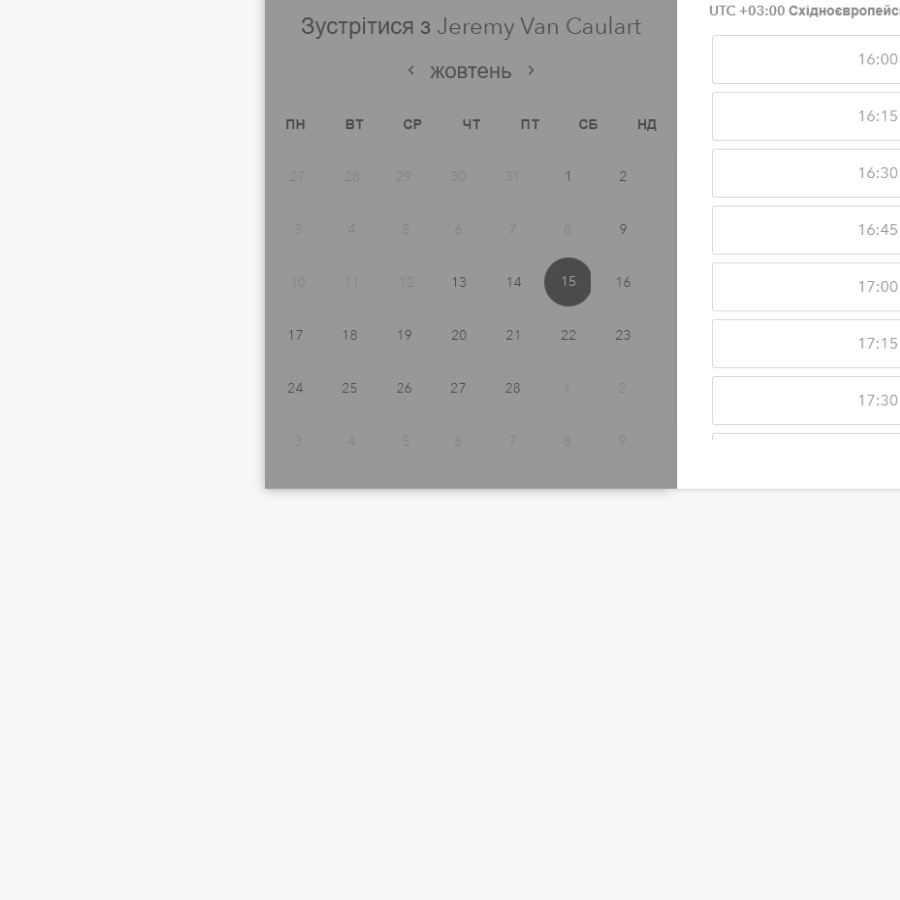 Зустрітися з Jeremy Van Caulart
‹ жовтень ›
ПН ВТ СР ЧТ ПТ СБ НД
27 28 29 30 31 1 2
3 4 5 6 7 8 9
10 11 12 13 14 15 16
17 18 19 20 21 22 23
24 25 26 27 28 1 2
3 4 5 6 7 8 9
UTC +03:00
16:00
16:15
16:30
16:45
17:00
17:15
17:30